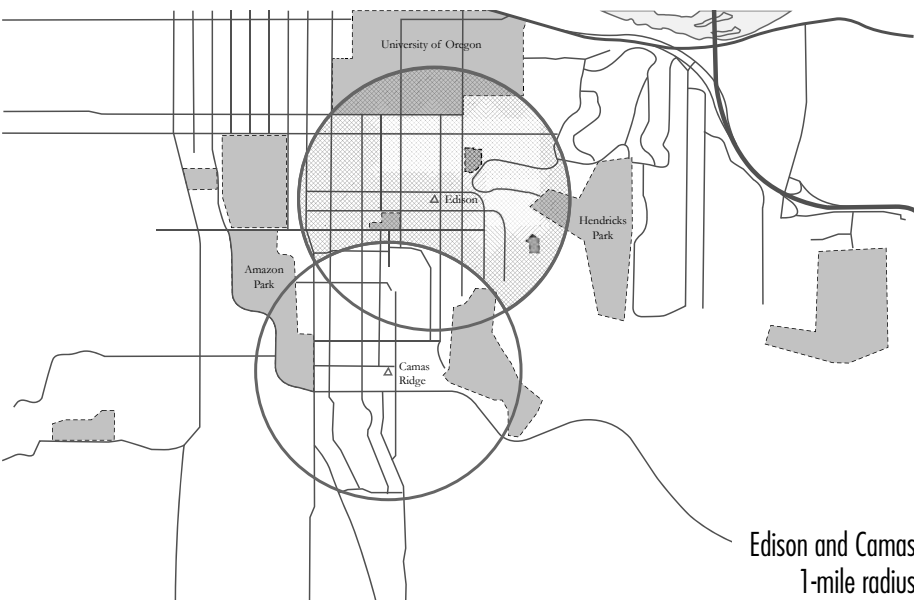 University of Oregon
Edison
Hendricks
Park
Amazon
Park
Camas
Ridge
Edison and Camas
1-mile radius